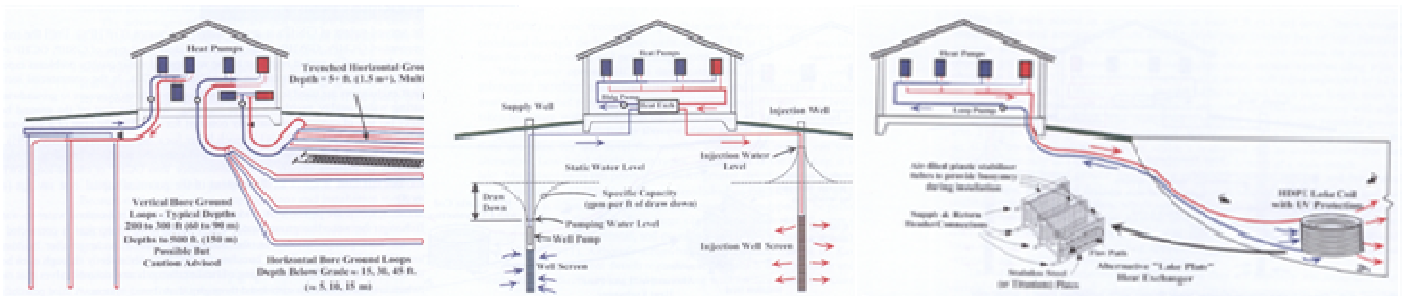 Heat Pumps
Trenched Horizontal
Depth = 5+ ft. (1.5 m+), Multi
Vertical Bore Ground
Loops - Typical Depths
200 to 300 ft (60 to 90 m)
Depths to 500 ft. (150 m)
Possible But
Caution Advised
Horizontal Bore Ground Loops
Depth Below Grade ≈ 15, 30, 45 ft.
(≈ 5, 10, 15 m)
Heat Pumps
Bldg Pump
Heat Exch
Supply Well
Injection Well
Static Water Level
Injection Water
Level
Draw
Down
Specific Capacity
(gpm per ft of draw down)
Pumping Water Level
Well Pump
Injection Well Screen
Well Screen
Heat Pumps
Loop Pump
Air-filled plastic stabilizer
tubes to provide buoyancy
during installation
HDPE Lake Coil
with UV Protection
Supply & Return
Header Connections
Flow Path
Stainless Steel
(or Titanium) Plates
Alternative "Lake Plate"
Heat Exchanger